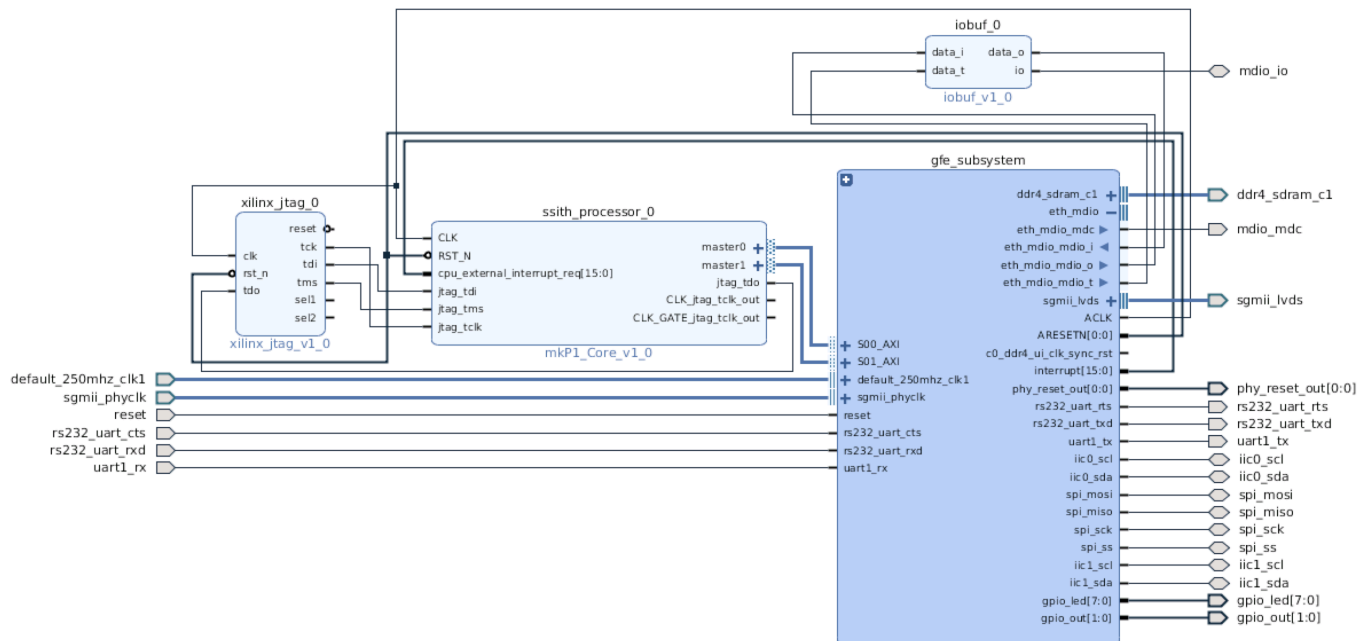 iobuf_0
data_i
data_t
data_o
io
iobuf_v1_0
mdio_io
xilinx_jtag_0
clk
rst_n
tdo
reset
tck
tdi
tms
sel1
sel2
xilinx_jtag_v1_0
ssith_processor_0
CLK
RST_N
cpu_external_interrupt_req[15:0]
jtag_tdi
jtag_tms
jtag_tclk
master0
master1
jtag_tdo
CLK_jtag_tclk_out
CLK_GATE_jtag_tclk_out
mkP1_Core_v1_0
default_250mhz_clk1
sgmii_phyclk
reset
rs232_uart_cts
rs232_uart_rxd
uart1_rx
gfe_subsystem
S00_AXI
S01_AXI
default_250mhz_clk1
sgmii_phyclk
reset
rs232_uart_cts
rs232_uart_rxd
uart1_rx
ddr4_sdram_c1
eth_mdio
eth_mdio_mdc
eth_mdio_mdio_i
eth_mdio_mdio_o
eth_mdio_mdio_t
sgmii_lvds
ACLK
ARESETN[0:0]
c0_ddr4_ui_clk_sync_rst
interrupt[15:0]
phy_reset_out[0:0]
rs232_uart_rts
rs232_uart_txd
uart1_tx
iic0_scl
iic0_sda
spi_mosi
spi_miso
spi_sck
spi_ss
iic1_scl
iic1_sda
gpio_led[7:0]
gpio_out[1:0]
ddr4_sdram_c1
mdio_mdc
sgmii_lvds
phy_reset_out[0:0]
rs232_uart_rts
rs232_uart_txd
uart1_tx
iic0_scl
iic0_sda
spi_mosi
spi_miso
spi_sck
spi_ss
iic1_scl
iic1_sda
gpio_led[7:0]
gpio_out[1:0]